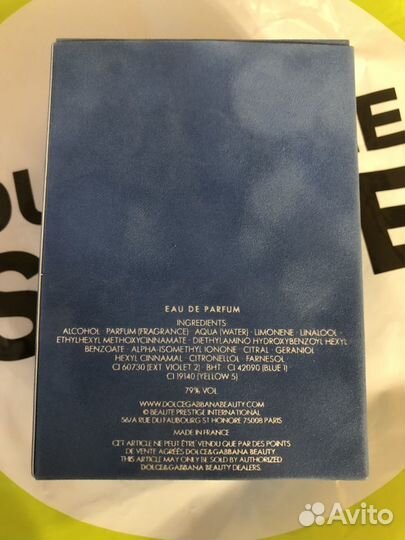 EAU DE PARFUM
INGREDIENTS:
ALCOHOL · PARFUM (FRAGRANCE) · AQUA (WATER) · LIMONENE · LINALOOL ·
ETHYLHEXYL METHOXYCINNAMATE · DIETHYLAMINO HYDROXYBENZOYL HEXYL
BENZOATE · ALPHA-ISOMETHYL IONONE · CITRAL · GERANIOL
HEXYL CINNAMAL · CITRONELLOL · FARNESOL
CI 60730 (EXT VIOLET 2) · BHT · CI 42090 (BLUE 1)
CI 19140 (YELLOW 5)
79% VOL.
WWW.DOLCEGABBANABEAUTY.COM
© BEAUTE PRESTIGE INTERNATIONAL
56/A RUE DU FAUBOURG ST HONORE 75008 PARIS
MADE IN FRANCE
CET ARTICLE NE PEUT ÊTRE VENDU QUE PAR DES POINTS
DE VENTE AGRÉÉS DOLCE&GABBANA BEAUTY.
THIS ARTICLE MAY ONLY BE SOLD BY AUTHORIZED
DOLCE&GABBANA BEAUTY DEALERS.
Avito